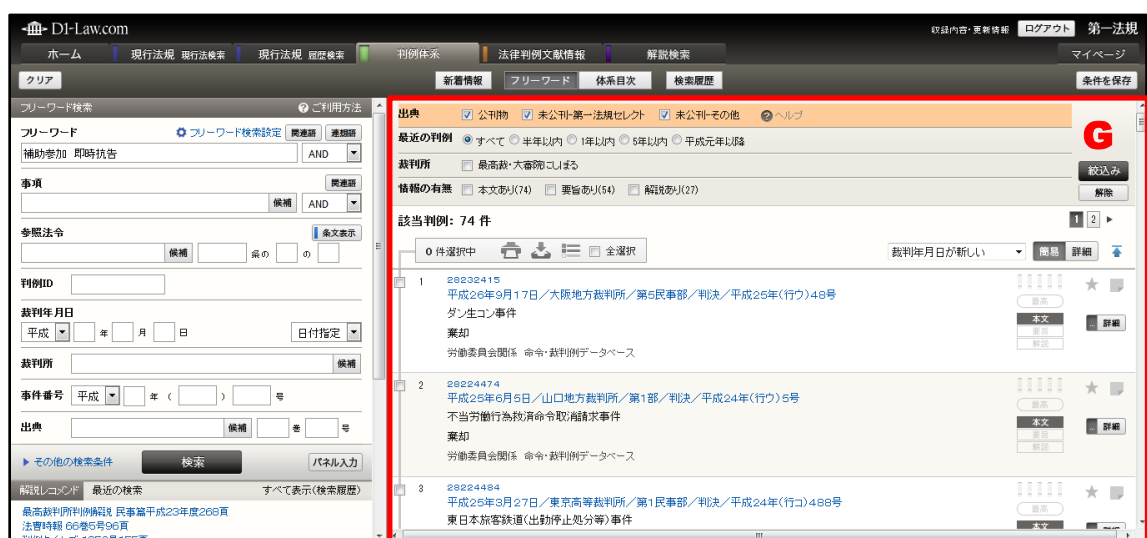 D1-Law.com
収録内容・更新情報 ログアウト 第一法規
ホーム 現行法規 現行法検索 現行法規 履歴検索 判例体系 法律判例文献情報 解説検索 マイページ
クリア 新着情報 フリーワード 体系目次 検索履歴 条件を保存
フリーワード検索 ? ご利用方法
フリーワード フリーワード検索設定 関連語 連想語
補助参加 即時抗告 AND
事項 関連語
候補 AND
参照法令 条文表示
候補 条の の
判例ID
裁判年月日
平成 年 月 日 日付指定
裁判所 候補
事件番号 平成 年 ( ) 号
出典 候補 巻 号
その他の検索条件 検索 パネル入力
解説レコメンド 最近の検索 すべて表示(検索履歴)
最高裁判所判例解説 民事篇平成23年度268頁
法曹時報 66巻5号96頁
出典 公刊物 未公刊-第一法規セレクト 未公刊-その他 ? ヘルプ
最近の判例 すべて 半年以内 1年以内 5年以内 平成元年以降
G
裁判所 最高裁・大審院にしぼる
絞込み
情報の有無 本文あり(74) 要旨あり(54) 解説あり(27)
解除
該当判例: 74 件
1 2
0 件選択中 全選択 裁判年月日が新しい 簡易 詳細
1 28232415
平成26年9月17日／大阪地方裁判所／第5民事部／判決／平成25年(行ウ)48号
ダン生コン事件
棄却
労働委員会関係 命令・裁判例データベース
最高
本文
要旨
解説
... 詳細
2 28224474
平成25年6月5日／山口地方裁判所／第1部／判決／平成24年(行ウ)5号
不当労働行為救済命令取消請求事件
棄却
労働委員会関係 命令・裁判例データベース
最高
本文
要旨
解説
... 詳細
3 28224484
平成25年3月27日／東京高等裁判所／第1民事部／判決／平成24年(行コ)488号
東日本旅客鉄道(出勤停止処分等)事件
最高
本文